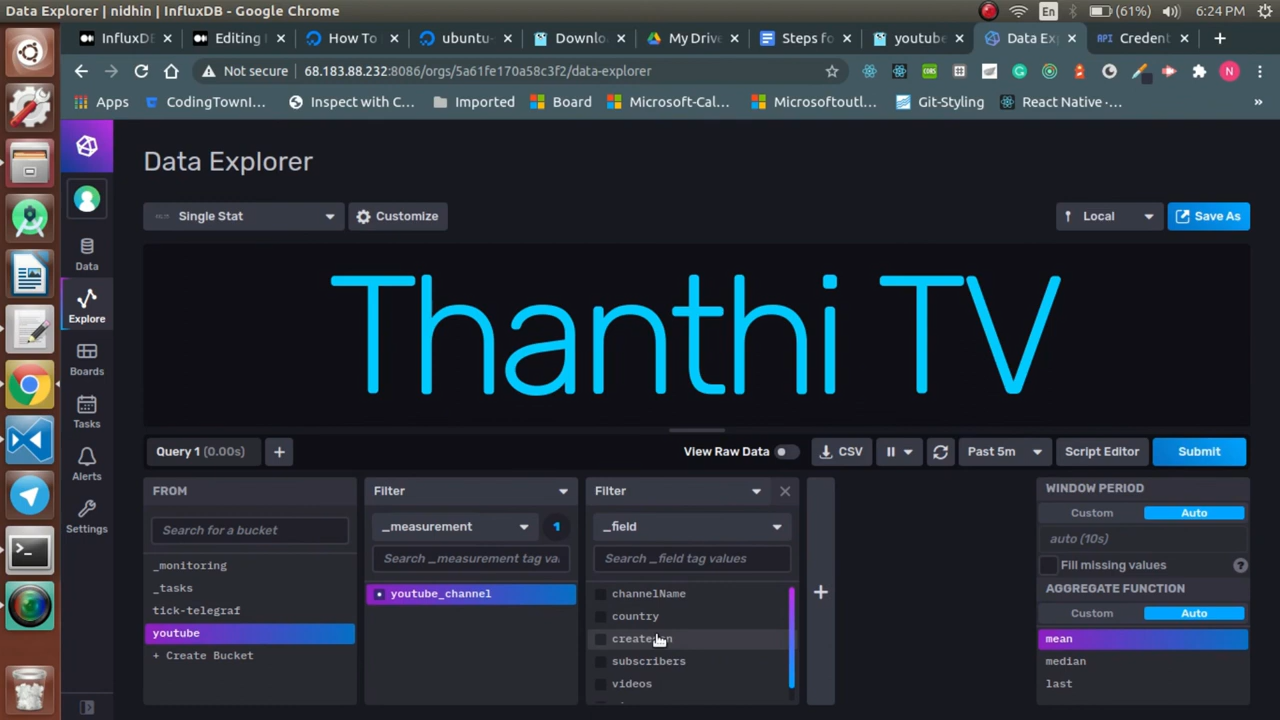 Data Explorer | nidhin | InfluxDB - Google Chrome
En
(61%)
6:24 PM
InfluxDB
Editing
How To
ubuntu-
Downlo
My Driv
Steps fo
youtube
Data Exp
API
Credent
Not secure
68.183.88.232:8086/orgs/5a61fe170a58c3f2/data-explorer
CORS
N
Apps
CodingTownI...
Inspect with C...
Imported
Board
Microsoft-Cal...
Microsoftoutl...
Git-Styling
React Native -...
»
Data Explorer
Single Stat
Customize
Local
Save As
Data
Explore
Boards
Tasks
Alerts
Settings
Thanthi TV
Query 1 (0.00s)
+
View Raw Data
CSV
Past 5m
Script Editor
Submit
FROM
Search for a bucket
_monitoring
_tasks
tick-telegraf
youtube
+ Create Bucket
Filter
_measurement
1
Search _measurement tag va
youtube_channel
Filter
_field
Search _field tag values
channelName
country
subscribers
videos
+
WINDOW PERIOD
Custom
Auto
auto (10s)
Fill missing values
?
AGGREGATE FUNCTION
Custom
Auto
mean
median
last